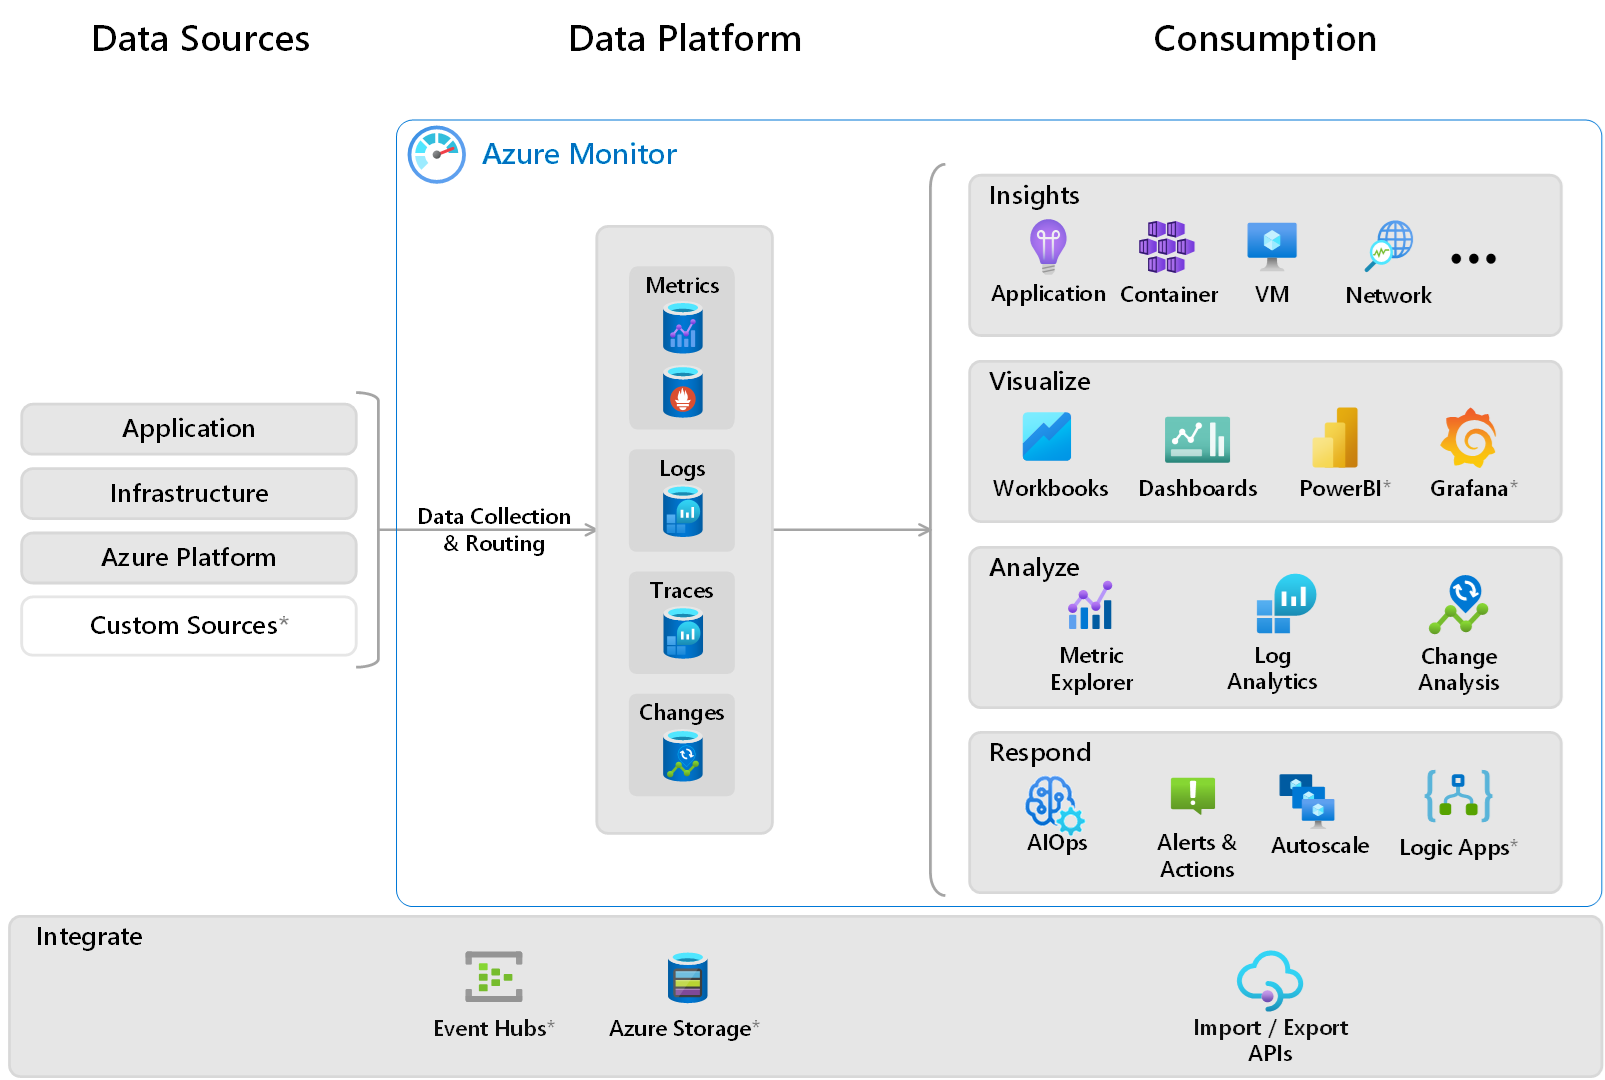 Data Sources
Data Platform
Consumption
Azure Monitor
Application
Infrastructure
Azure Platform
Custom Sources*
Data Collection
& Routing
Metrics
Logs
Traces
Changes
Insights
Application
Container
VM
Network
...
Visualize
Workbooks
Dashboards
PowerBI*
Grafana*
Analyze
Metric
Explorer
Log
Analytics
Change
Analysis
Respond
AIOps
Alerts &
Actions
Autoscale
Logic Apps*
Integrate
Event Hubs*
Azure Storage*
Import / Export
APIs